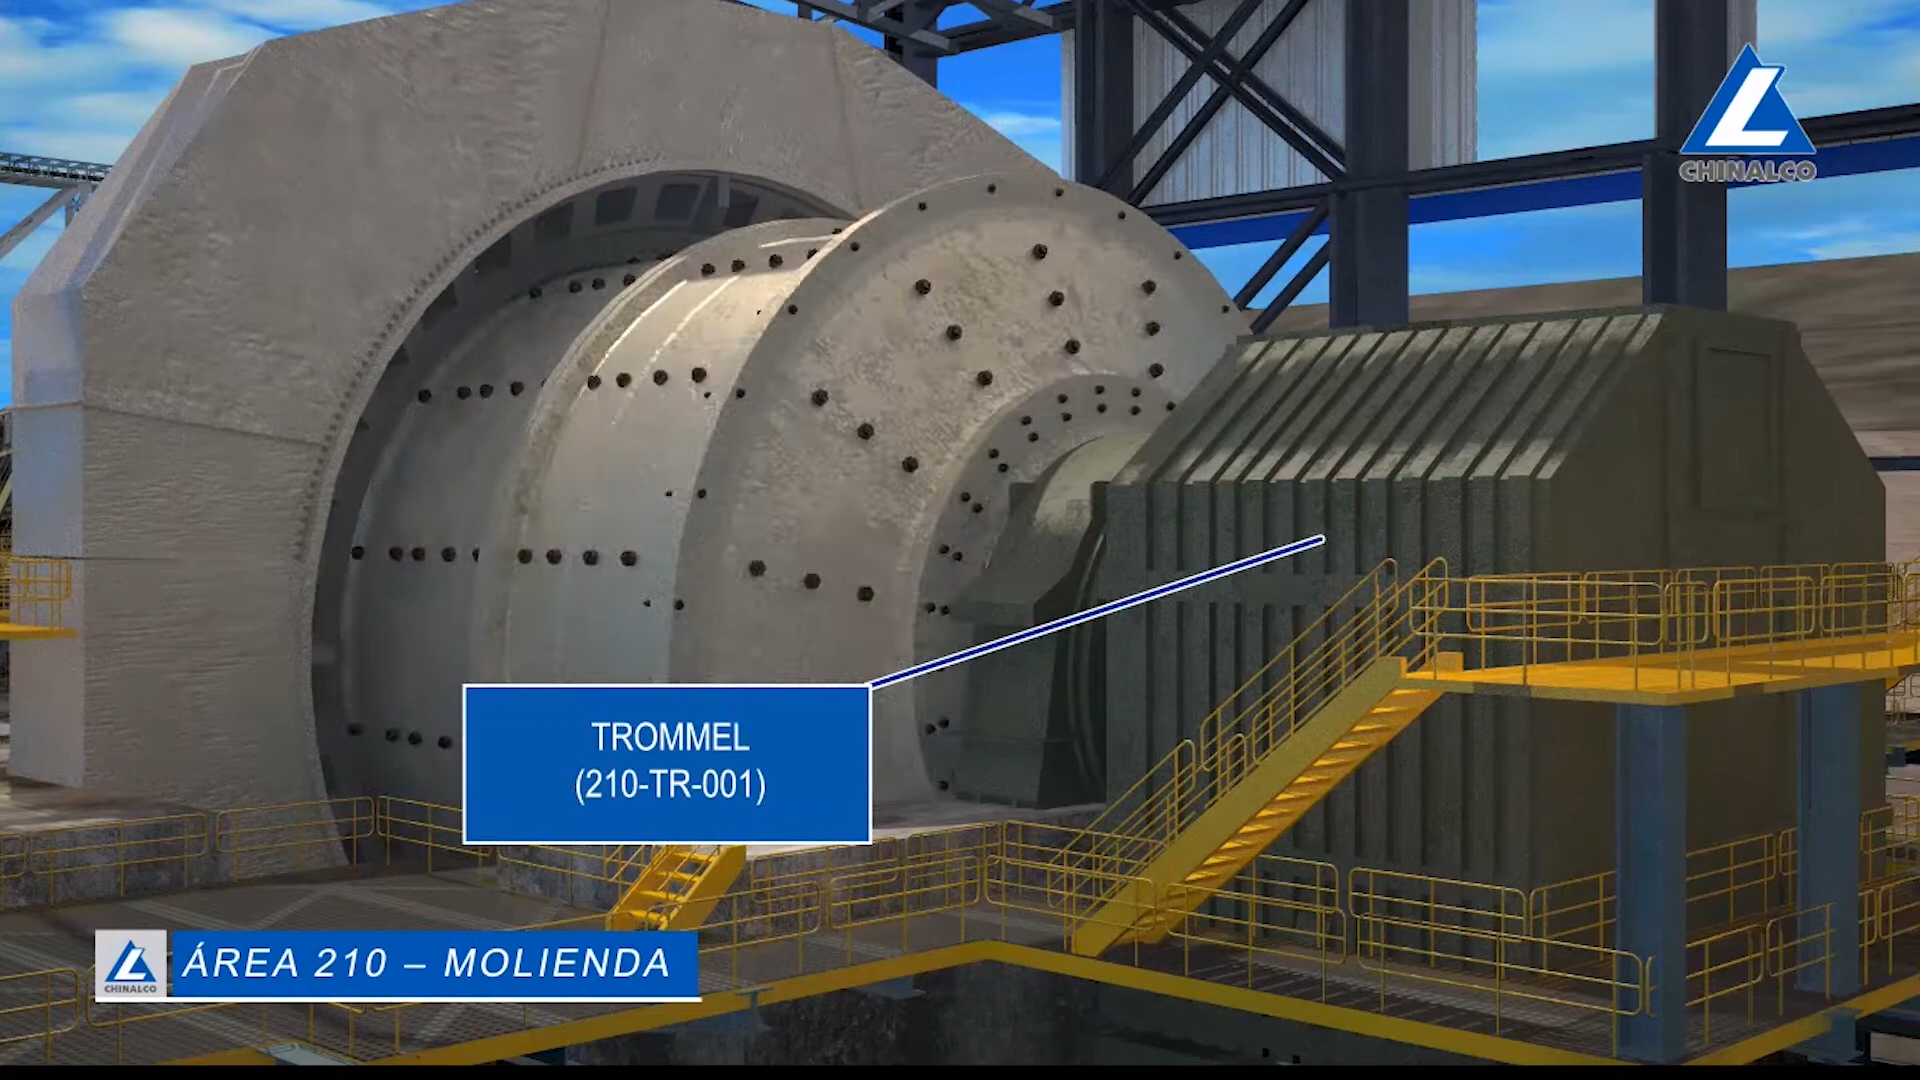 CHINALCO
TROMMEL
(210-TR-001)
CHINALCO
ÁREA 210 – MOLIENDA